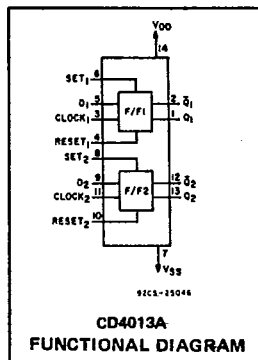 VDD
14
SET1 6
D1 5
F/F1
2 Q̅1
CLOCK1 3
1 Q1
RESET1 4
SET2 8
D2 9
F/F2
12 Q̅2
CLOCK2 11
13 Q2
RESET2 10
7
VSS
92CS-25046
CD4013A
FUNCTIONAL DIAGRAM